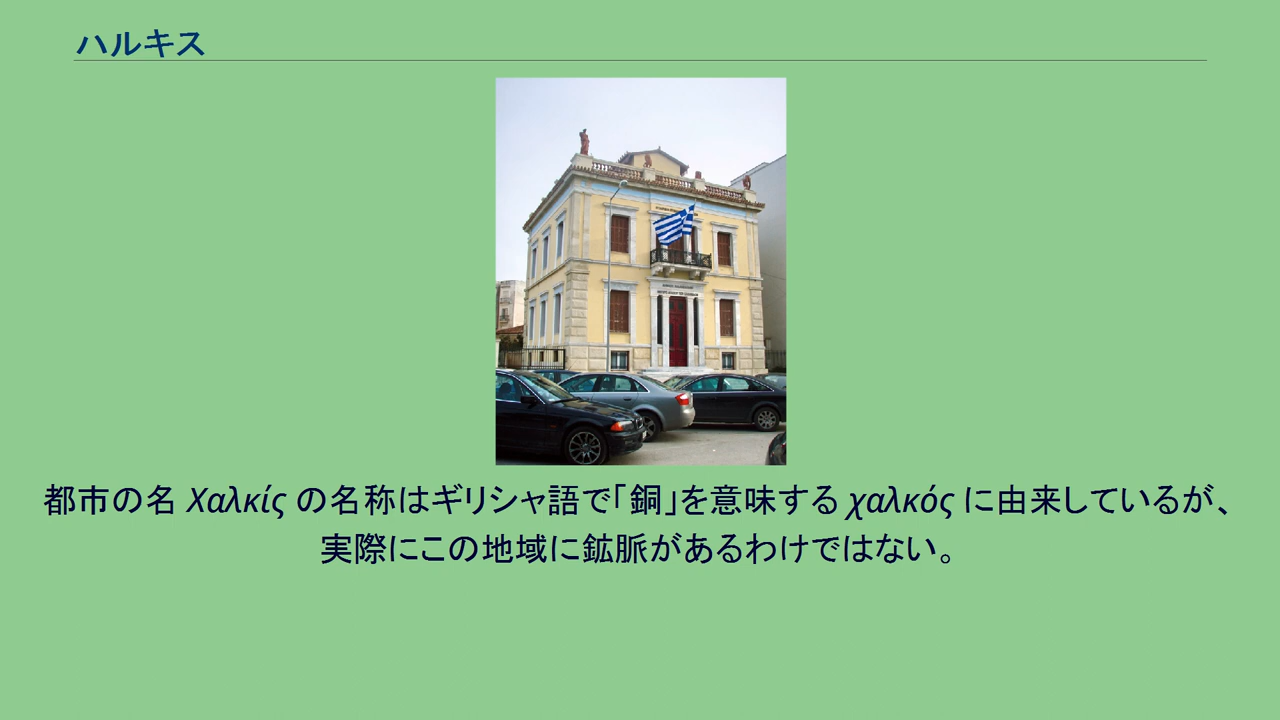 ハルキス
都市の名 Χαλκίς の名称はギリシャ語で「銅」を意味する χαλκός に由来しているが、
実際にこの地域に鉱脈があるわけではない。